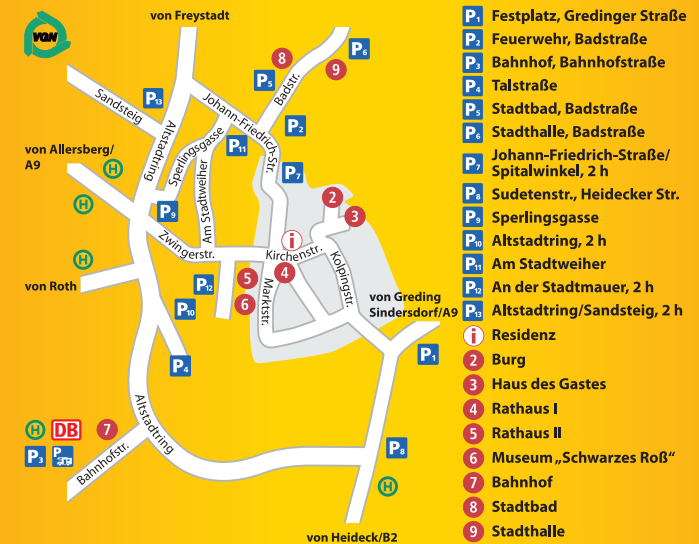 VGN
von Freystadt
Sandsteig
P13
Altstadtring
Johann-Friedrich-Str.
8
P5
Badstr.
P6
9
P2
von Allersberg/
A9
H
H
Sperlingsgasse
P11
Am Stadtweiher
P7
P9
2
3
Zwingerstr.
i
Kirchenstr.
Kolpingstr.
H
von Roth
P12
5
4
6
Marktstr.
P10
von Greding
Sindersdorf/A9
P4
P1
Altstadtring
H DB 7
P3 P
Bahnhofstr.
P8
H
von Heideck/B2
P1 Festplatz, Gredinger Straße
P2 Feuerwehr, Badstraße
P3 Bahnhof, Bahnhofstraße
P4 Talstraße
P5 Stadtbad, Badstraße
P6 Stadthalle, Badstraße
P7 Johann-Friedrich-Straße/
Spitalwinkel, 2 h
P8 Sudetenstr., Heidecker Str.
P9 Sperlingsgasse
P10 Altstadtring, 2 h
P11 Am Stadtweiher
P12 An der Stadtmauer, 2 h
P13 Altstadtring/Sandsteig, 2 h
i Residenz
2 Burg
3 Haus des Gastes
4 Rathaus I
5 Rathaus II
6 Museum „Schwarzes Roß“
7 Bahnhof
8 Stadtbad
9 Stadthalle